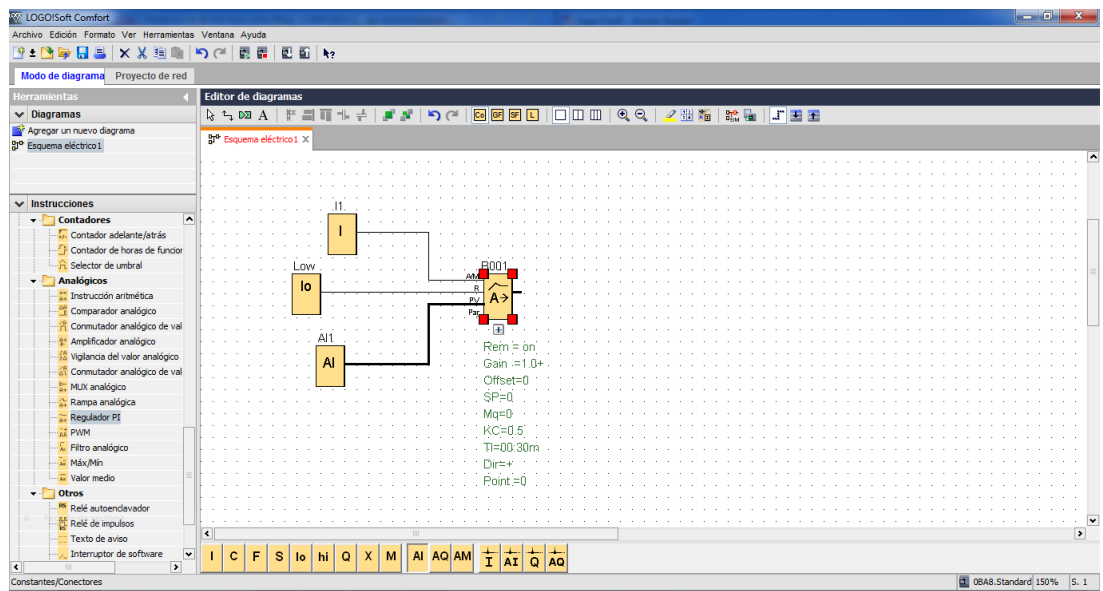 LOGO!Soft Comfort
Archivo Edición Formato Ver Herramientas Ventana Ayuda
Modo de diagrama Proyecto de red
Herramientas
Diagramas
Agregar un nuevo diagrama
Esquema eléctrico1
Instrucciones
Contadores
Contador adelante/atrás
Contador de horas de funcior
Selector de umbral
Analógicos
Instrucción aritmética
Comparador analógico
Conmutador analógico de val
Amplificador analógico
Vigilancia del valor analógico
Conmutador analógico de val
MUX analógico
Rampa analógica
Regulador PI
PWM
Filtro analógico
Máx/Mín
Valor medio
Otros
Relé autoenclavador
Relé de impulsos
Texto de aviso
Interruptor de software
Editor de diagramas
A Co GF SF L
Esquema eléctrico1 X
I1
I
Low
lo
AI1
AI
B001
A/M
R
PV
Par
A→
Rem = on
Gain =1.0+
Offset=0
SP=0
Mq=0
KC=0.5
TI=00:30m
Dir=+
Point =0
I C F S lo hi Q X M AI AQ AM I AI Q AQ
Constantes/Conectores
0BA8.Standard 150% S. 1